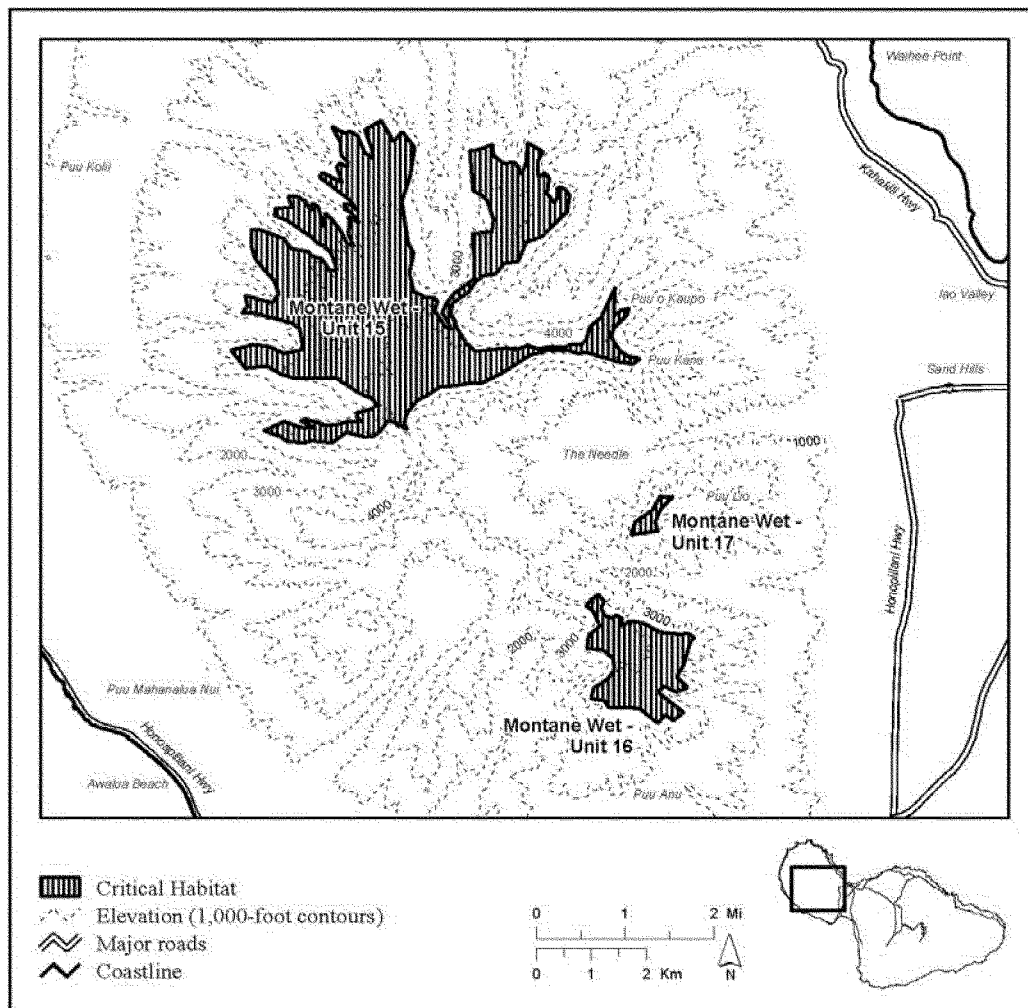 Waihee Point
Puu Kolii
Kahekili Hwy
3000
Iao Valley
Montane Wet -
Unit 15
Puu o Kaupo
4000
Puu Kane
Sand Hills
The Needle
1000
2000
3000
4000
Puu Lio
Montane Wet -
Unit 17
Honoapiilani Hwy
2000
3000
2000
3000
Puu Mahanalua Nui
Montane Wet -
Unit 16
Honoapiilani Hwy
Awalua Beach
Puu Anu
Critical Habitat
Elevation (1,000-foot contours)
Major roads
Coastline
0 1 2 Mi
0 1 2 Km
N